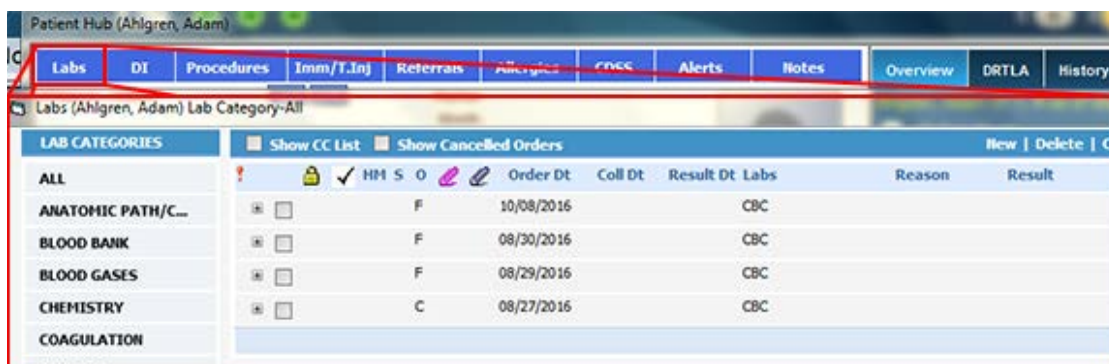 Patient Hub (Ahlgren, Adam)
Labs DI Procedures Imm/T.Inj Referrals Allergies CDSS Alerts Notes Overview DRTLA History
Labs (Ahlgren, Adam) Lab Category-All
LAB CATEGORIES Show CC List Show Cancelled Orders New | Delete |
ALL ! HM S O Order Dt Coll Dt Result Dt Labs Reason Result
ANATOMIC PATH/C... F 10/08/2016 CBC
BLOOD BANK F 08/30/2016 CBC
BLOOD GASES F 08/29/2016 CBC
CHEMISTRY C 08/27/2016 CBC
COAGULATION